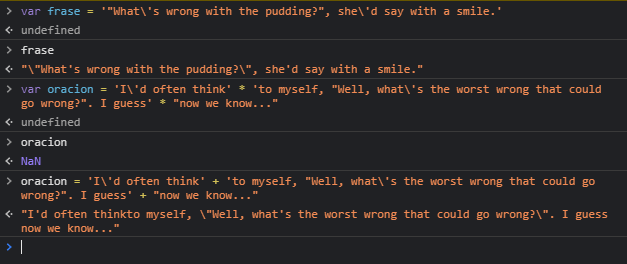 > var frase = '"What\'s wrong with the pudding?", she\'d say with a smile.'
<· undefined
> frase
<· "\"What's wrong with the pudding?\", she'd say with a smile."
> var oracion = 'I\'d often think' * 'to myself, "Well, what\'s the worst wrong that could
go wrong?". I guess' * "now we know..."
<· undefined
> oracion
<· NaN
> oracion = 'I\'d often think' + 'to myself, "Well, what\'s the worst wrong that could go
wrong?". I guess' + "now we know..."
<· "I'd often thinkto myself, \"Well, what's the worst wrong that could go wrong?\". I guess
now we know..."
>